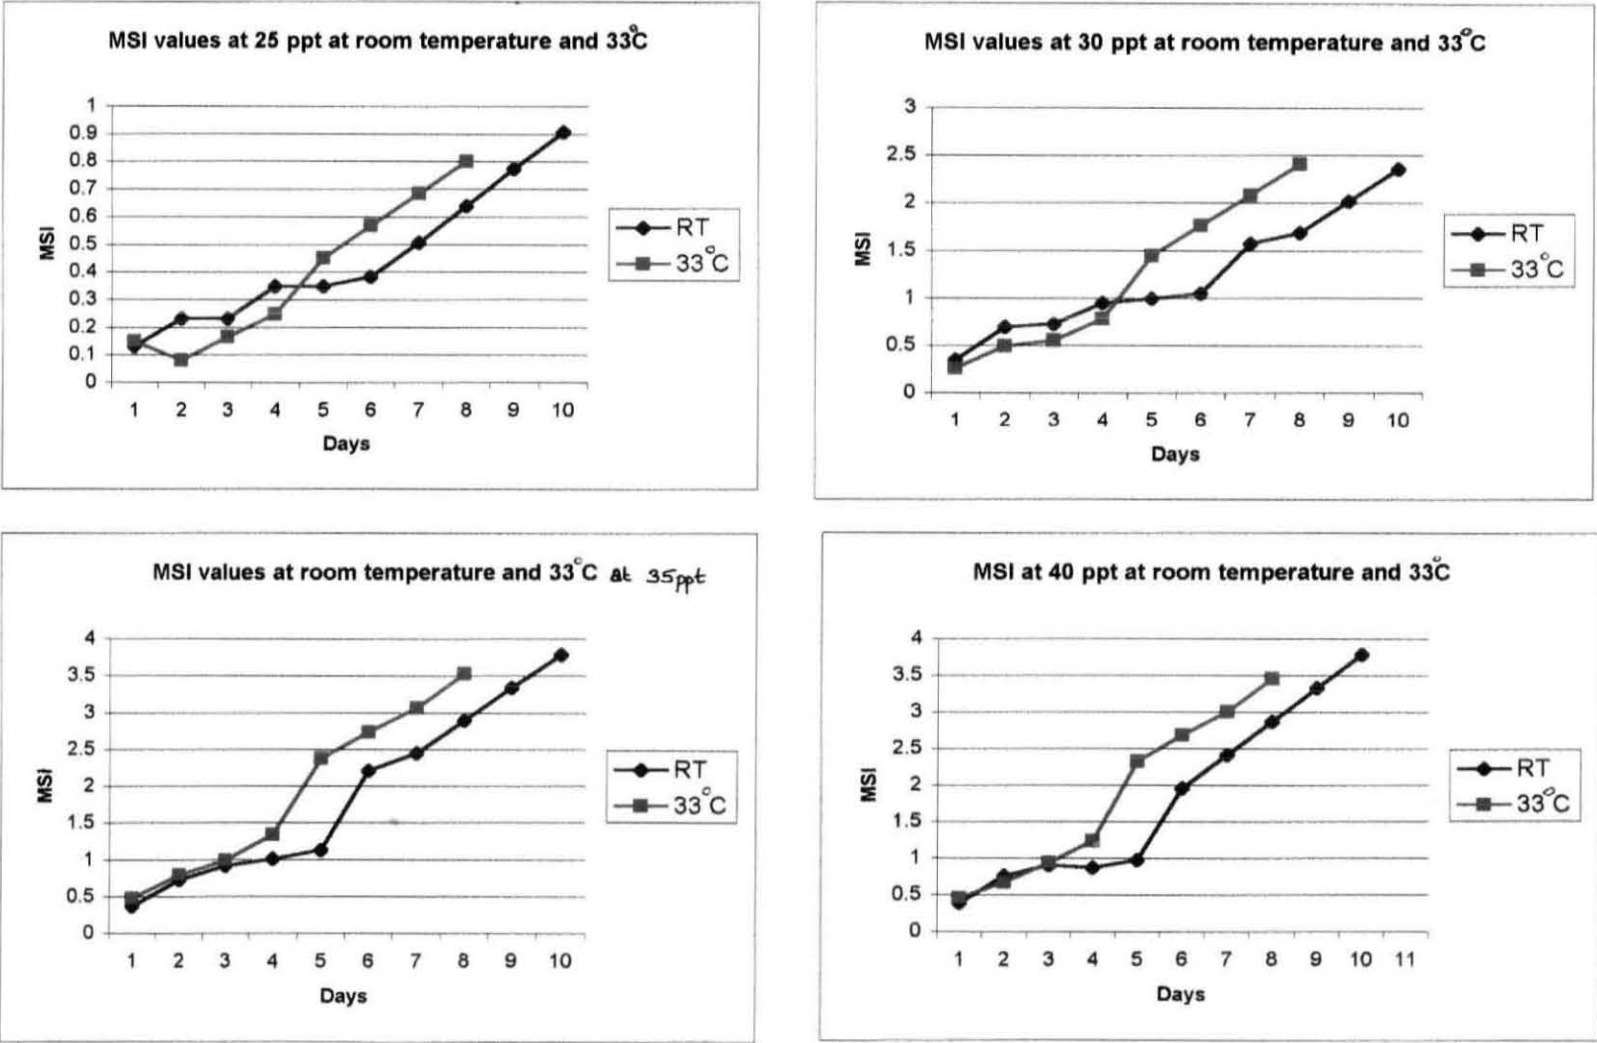 MSI values at 25 ppt at room temperature and 33°C
1
0.9
0.8
0.7
0.6
0.5
0.4
0.3
0.2
0.1
0
MSI
1 2 3 4 5 6 7 8 9 10
Days
RT
33°C
MSI values at 30 ppt at room temperature and 33°C
3
2.5
2
1.5
1
0.5
0
MSI
1 2 3 4 5 6 7 8 9 10
Days
RT
33°C
MSI values at room temperature and 33°C at 35ppt
4
3.5
3
2.5
2
1.5
1
0.5
0
MSI
1 2 3 4 5 6 7 8 9 10
Days
RT
33°C
MSI at 40 ppt at room temperature and 33°C
4
3.5
3
2.5
2
1.5
1
0.5
0
MSI
1 2 3 4 5 6 7 8 9 10 11
Days
RT
33°C